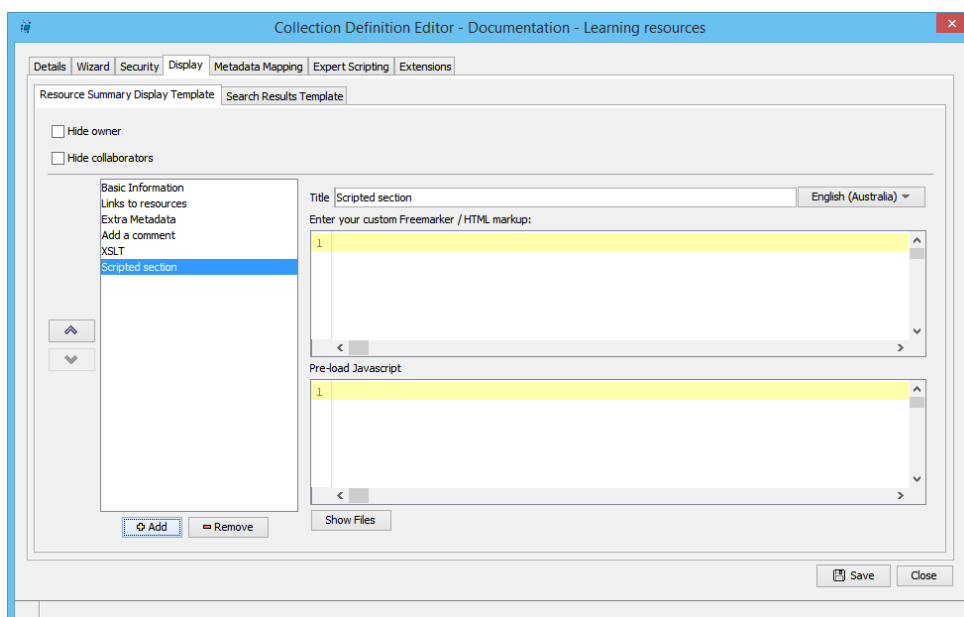 Collection Definition Editor - Documentation - Learning resources
Details Wizard Security Display Metadata Mapping Expert Scripting Extensions
Resource Summary Display Template Search Results Template
Hide owner
Hide collaborators
Basic Information
Links to resources
Extra Metadata
Add a comment
XSLT
Scripted section
Title Scripted section English (Australia)
Enter your custom Freemarker / HTML markup:
1
Pre-load Javascript
1
Add Remove
Show Files
Save Close